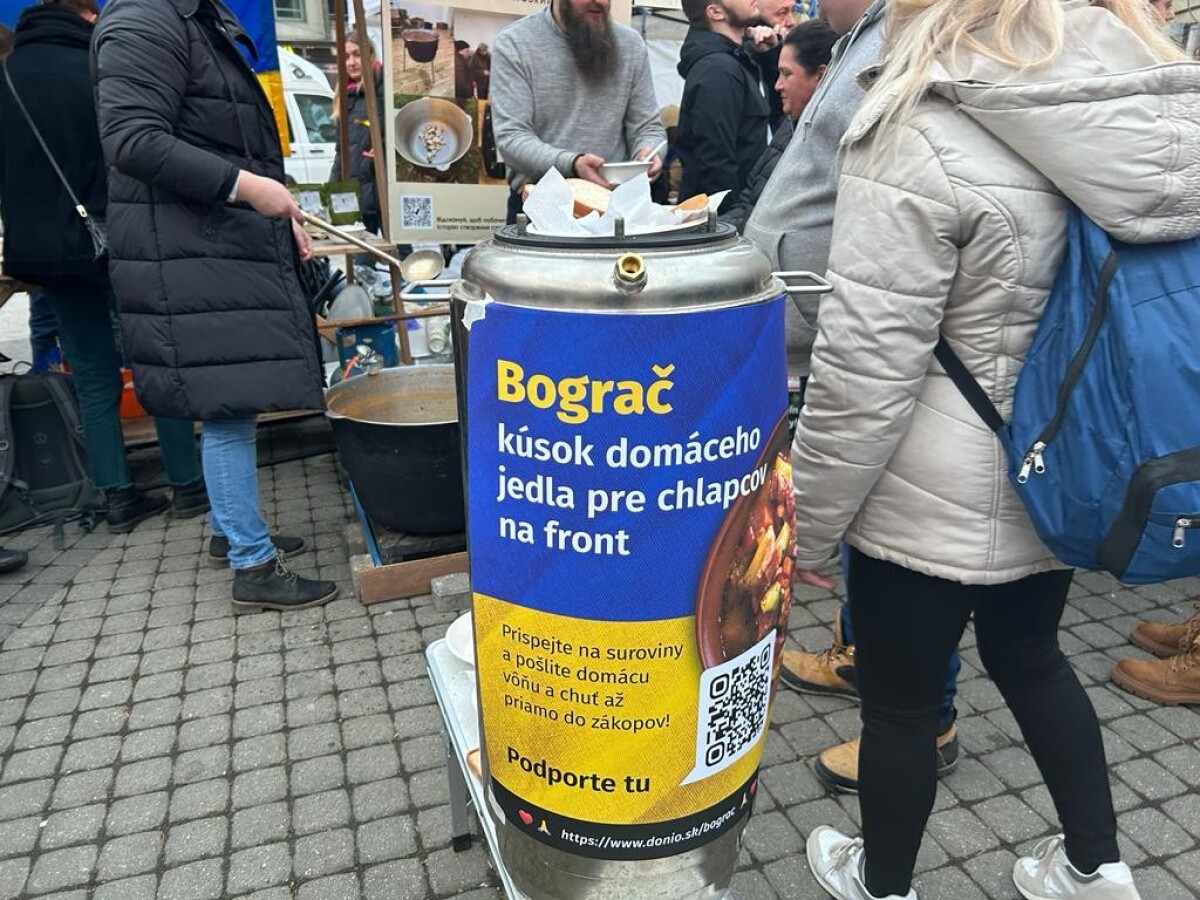 Bograč
kúsok domáceho
jedla pre chlapcov
na front
Prispejte na suroviny
a pošlite domácu
vôňu a chuť až
priamo do zákopov!
Podporte tu
https://www.donio.sk/bograc